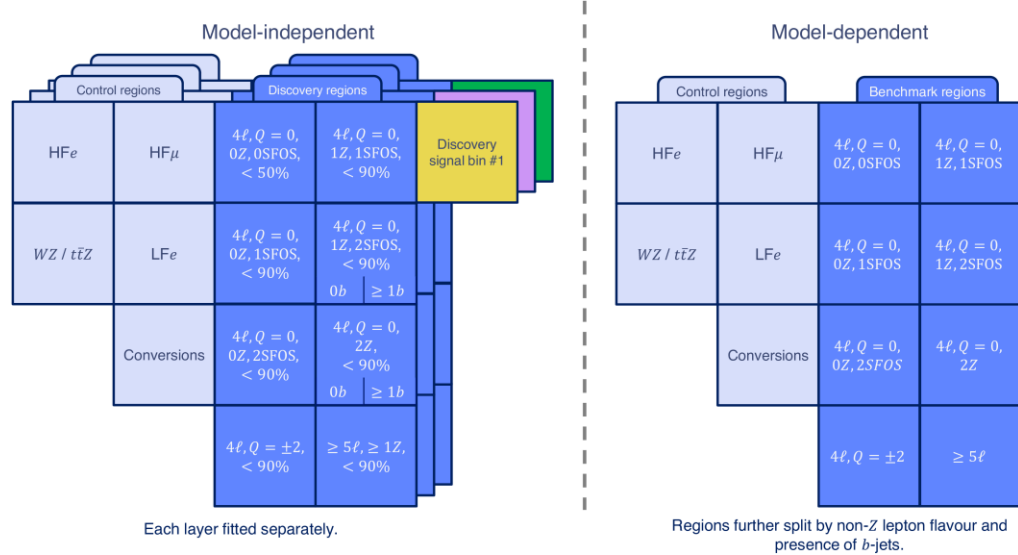 Model-independent
Control regions
Discovery regions
HFe
HFμ
4ℓ, Q = 0,
0Z, 0SFOS,
< 50%
4ℓ, Q = 0,
1Z, 1SFOS,
< 90%
Discovery
signal bin #1
WZ / tt̄Z
LFe
4ℓ, Q = 0,
0Z, 1SFOS,
< 90%
4ℓ, Q = 0,
1Z, 2SFOS,
< 90%
0b
≥ 1b
Conversions
4ℓ, Q = 0,
0Z, 2SFOS,
< 90%
4ℓ, Q = 0,
2Z,
< 90%
0b
≥ 1b
4ℓ, Q = ±2,
< 90%
≥ 5ℓ, ≥ 1Z,
< 90%
Each layer fitted separately.
Model-dependent
Control regions
Benchmark regions
HFe
HFμ
4ℓ, Q = 0,
0Z, 0SFOS
4ℓ, Q = 0,
1Z, 1SFOS
WZ / tt̄Z
LFe
4ℓ, Q = 0,
0Z, 1SFOS
4ℓ, Q = 0,
1Z, 2SFOS
Conversions
4ℓ, Q = 0,
0Z, 2SFOS
4ℓ, Q = 0,
2Z
4ℓ, Q = ±2
≥ 5ℓ
Regions further split by non-Z lepton flavour and
presence of b-jets.